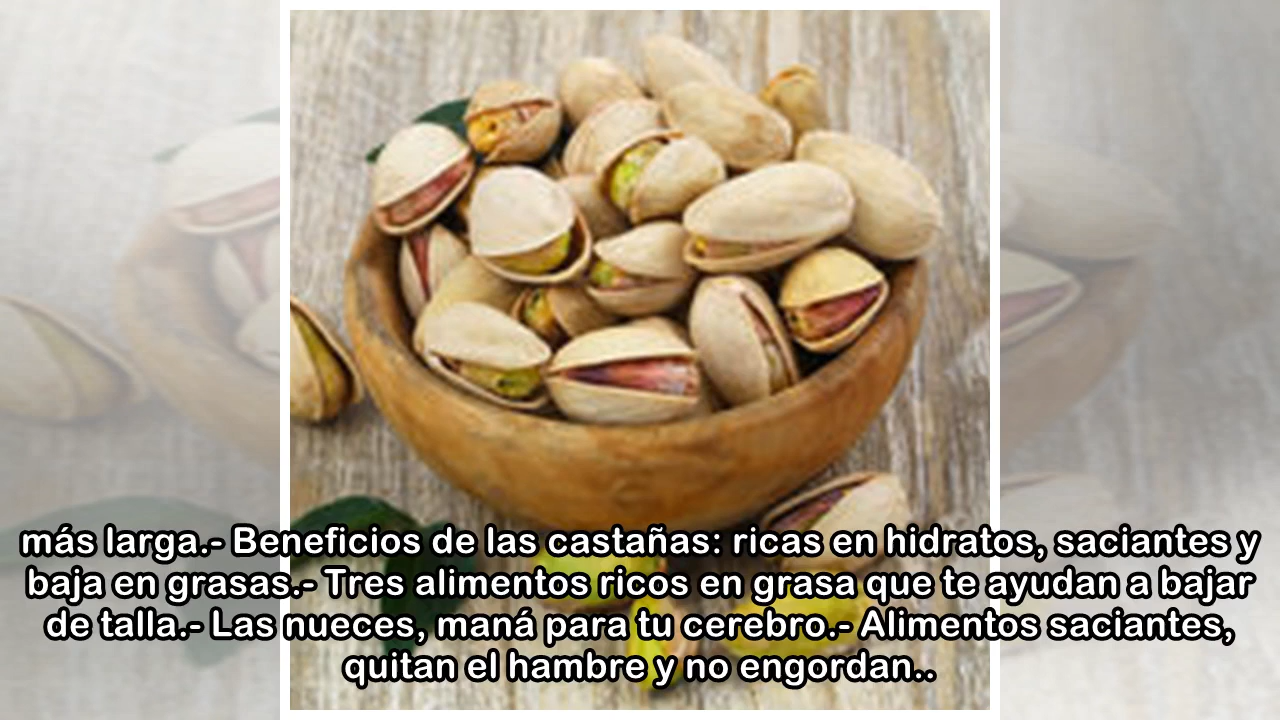 más larga.- Beneficios de las castañas: ricas en hidratos, saciantes y
baja en grasas.- Tres alimentos ricos en grasa que te ayudan a bajar
de talla.- Las nueces, maná para tu cerebro.- Alimentos saciantes,
quitan el hambre y no engordan..